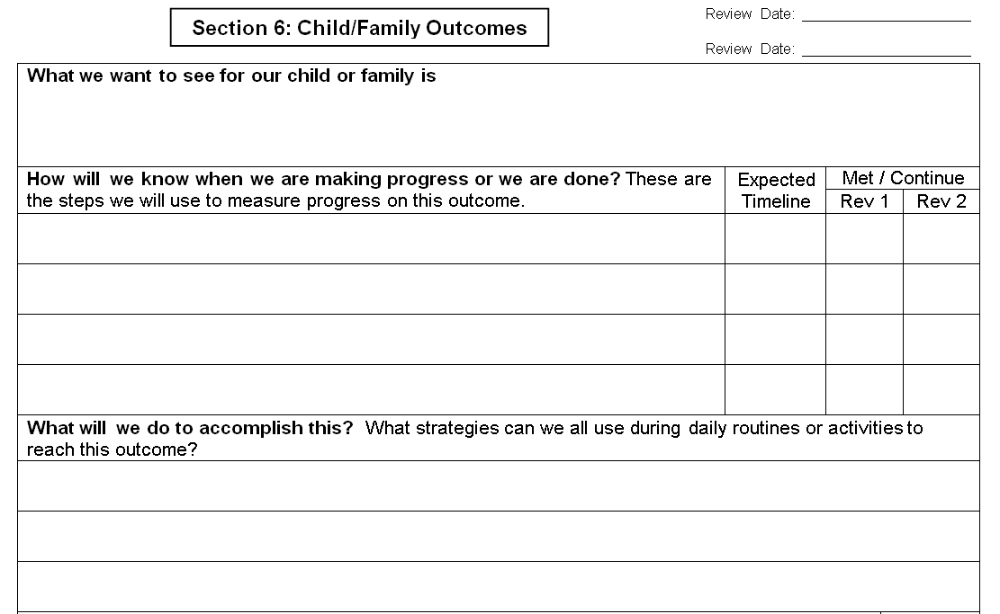 Section 6: Child/Family Outcomes
Review Date:
Review Date:
What we want to see for our child or family is
How will we know when we are making progress or we are done? These are
the steps we will use to measure progress on this outcome.
Expected
Timeline
Met / Continue
Rev 1
Rev 2
What will we do to accomplish this? What strategies can we all use during daily routines or activities to
reach this outcome?